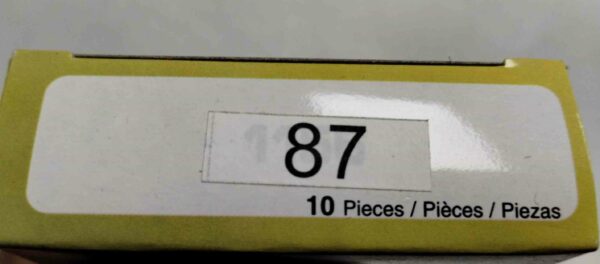 87
10 Pieces / Pièces / Piezas